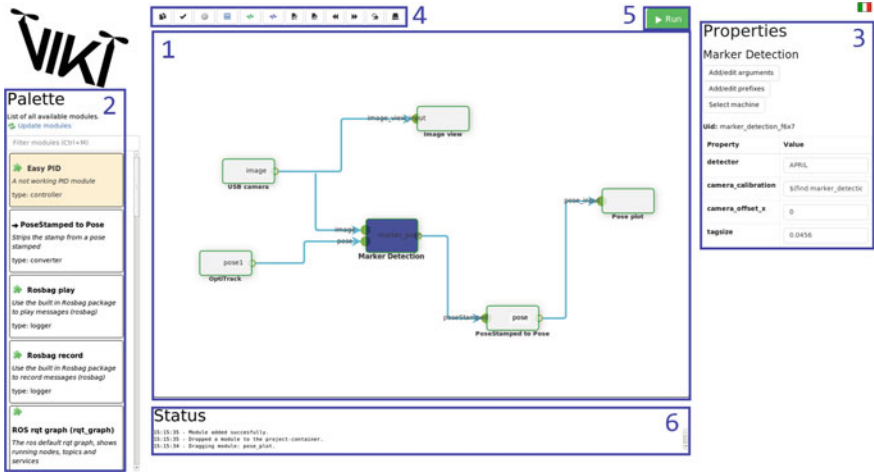 VIKI
4
5
Run
1
Properties
3
Marker Detection
Add/edit arguments
Add/edit prefixes
Select machine
Uid: marker_detection_f6x7
Property Value
detector APRIL
camera_calibration $(find marker_detectic
camera_offset_x 0
tagsize 0.0456
Palette
2
List of all available modules.
Update modules
Filter modules (Ctrl+M)
Easy PID
A not working PID module
type: controller
PoseStamped to Pose
Strips the stamp from a pose
stamped
type: converter
Rosbag play
Use the built in Rosbag package
to play messages (rosbag)
type: logger
Rosbag record
Use the built in Rosbag package
to record messages (rosbag)
type: logger
ROS rqt graph (rqt_graph)
The ros default rqt graph, shows
running nodes, topics and
services
Image view
image
USB camera
image
pose
Marker Detection
pose1
OptiTrack
pose_in
Pose plot
poseStamped
pose
PoseStamped to Pose
Status
6
15:15:35 - Module added succesfully.
15:15:35 - Dropped a module to the project-container.
15:15:34 - Dragging module: pose_plot.